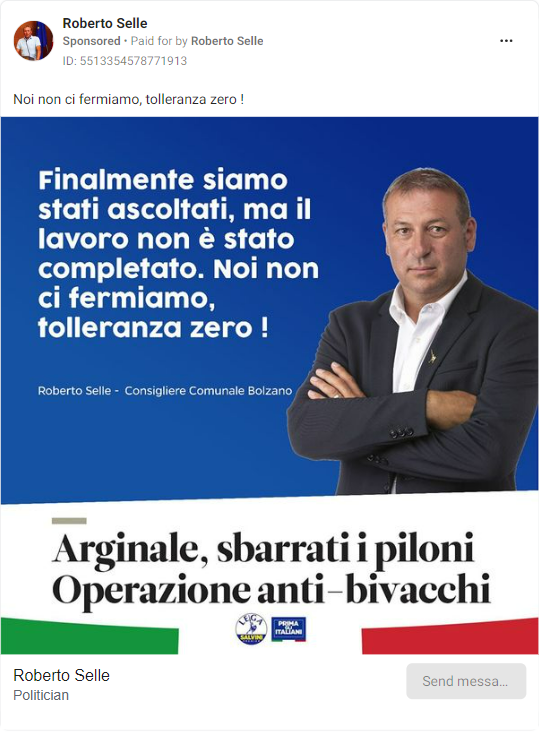 Roberto Selle
Sponsored • Paid for by Roberto Selle
ID: 5513354578771913
Noi non ci fermiamo, tolleranza zero !
Finalmente siamo
stati ascoltati, ma il
lavoro non è stato
completato. Noi non
ci fermiamo,
tolleranza zero !
Roberto Selle - Consigliere Comunale Bolzano
Arginale, sbarrati i piloni
Operazione anti-bivacchi
LEGA
SALVINI
PRIMA
ITALIANI
Roberto Selle
Politician
Send messa...